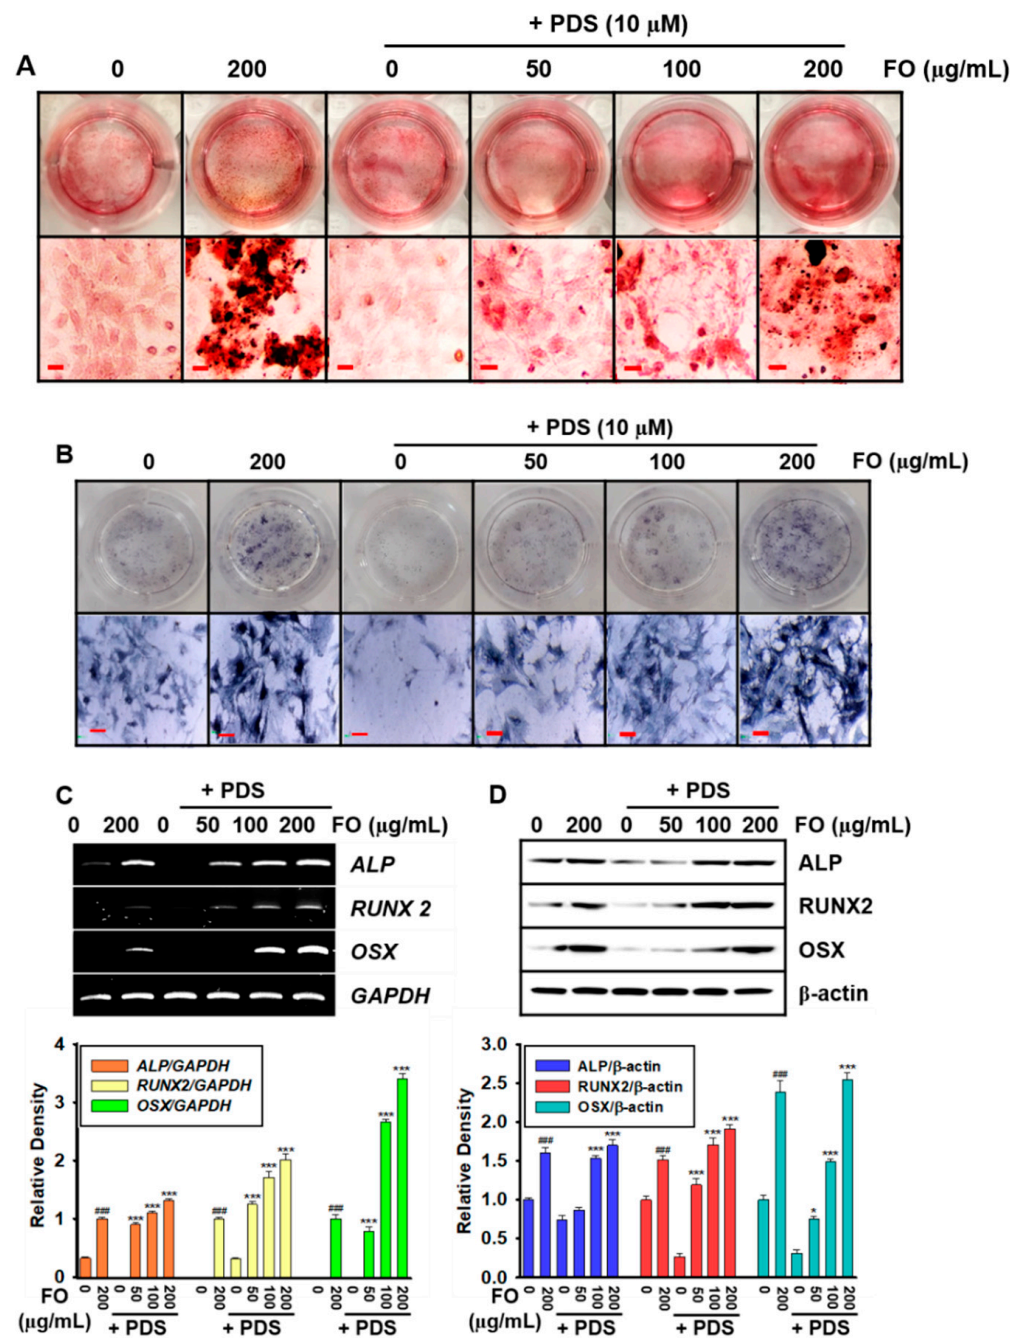 + PDS (10 μM)
A 0 200 0 50 100 200 FO (μg/mL)
+ PDS (10 μM)
B 0 200 0 50 100 200 FO (μg/mL)
C + PDS
0 200 0 50 100 200 FO (μg/mL)
ALP
RUNX 2
OSX
GAPDH
D + PDS
0 200 0 50 100 200 FO (μg/mL)
ALP
RUNX2
OSX
β-actin
Relative Density
4
3
2
1
0
ALP/GAPDH
RUNX2/GAPDH
OSX/GAPDH
### *** *** ***
### *** *** ***
### *** *** ***
FO (μg/mL)
0 200 0 50 100 200 0 200 0 50 100 200 0 200 0 50 100 200
+ PDS + PDS + PDS
Relative Density
3.0
2.5
2.0
1.5
1.0
0.5
0.0
ALP/β-actin
RUNX2/β-actin
OSX/β-actin
### *** ***
### *** *** ***
### * *** ***
FO (μg/mL)
0 200 0 50 100 200 0 200 0 50 100 200 0 200 0 50 100 200
+ PDS + PDS + PDS